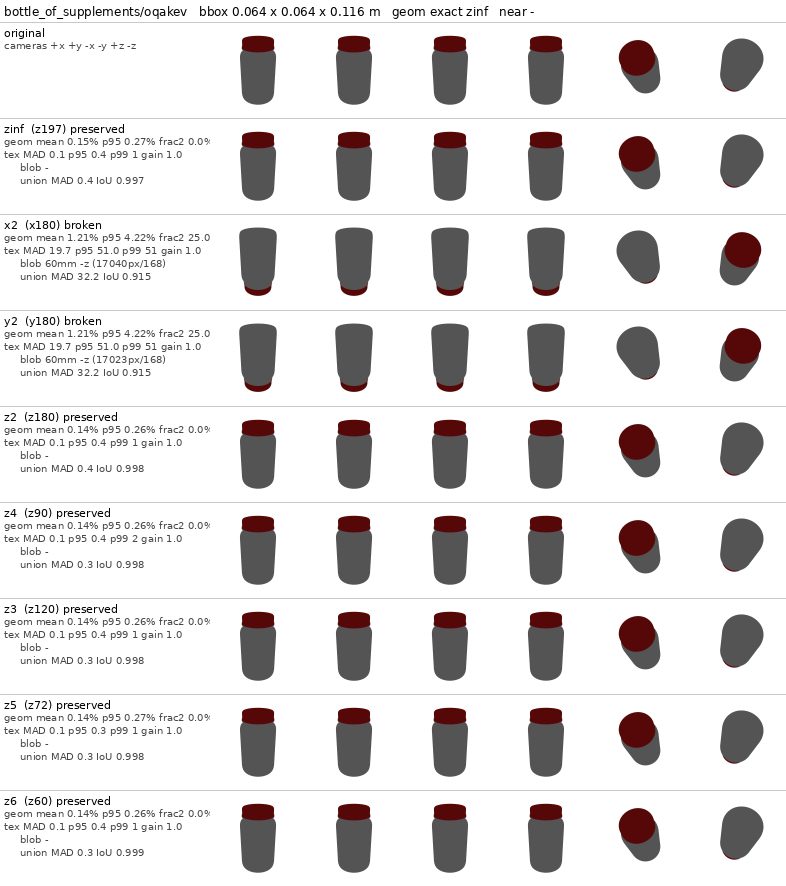 bottle_of_supplements/oqakev bbox 0.064 x 0.064 x 0.116 m geom exact zinf near -
original
cameras +x +y -x -y +z -z
zinf (z197) preserved
geom mean 0.15% p95 0.27% frac2 0.0%
tex MAD 0.1 p95 0.4 p99 1 gain 1.0
blob -
union MAD 0.4 IoU 0.997
x2 (x180) broken
geom mean 1.21% p95 4.22% frac2 25.0
tex MAD 19.7 p95 51.0 p99 51 gain 1.0
blob 60mm -z (17040px/168)
union MAD 32.2 IoU 0.915
y2 (y180) broken
geom mean 1.21% p95 4.22% frac2 25.0
tex MAD 19.7 p95 51.0 p99 51 gain 1.0
blob 60mm -z (17023px/168)
union MAD 32.2 IoU 0.915
z2 (z180) preserved
geom mean 0.14% p95 0.26% frac2 0.0%
tex MAD 0.1 p95 0.4 p99 1 gain 1.0
blob -
union MAD 0.4 IoU 0.998
z4 (z90) preserved
geom mean 0.14% p95 0.26% frac2 0.0%
tex MAD 0.1 p95 0.4 p99 2 gain 1.0
blob -
union MAD 0.3 IoU 0.998
z3 (z120) preserved
geom mean 0.14% p95 0.26% frac2 0.0%
tex MAD 0.1 p95 0.4 p99 1 gain 1.0
blob -
union MAD 0.3 IoU 0.998
z5 (z72) preserved
geom mean 0.14% p95 0.27% frac2 0.0%
tex MAD 0.1 p95 0.3 p99 1 gain 1.0
blob -
union MAD 0.3 IoU 0.998
z6 (z60) preserved
geom mean 0.14% p95 0.26% frac2 0.0%
tex MAD 0.1 p95 0.4 p99 1 gain 1.0
blob -
union MAD 0.3 IoU 0.999